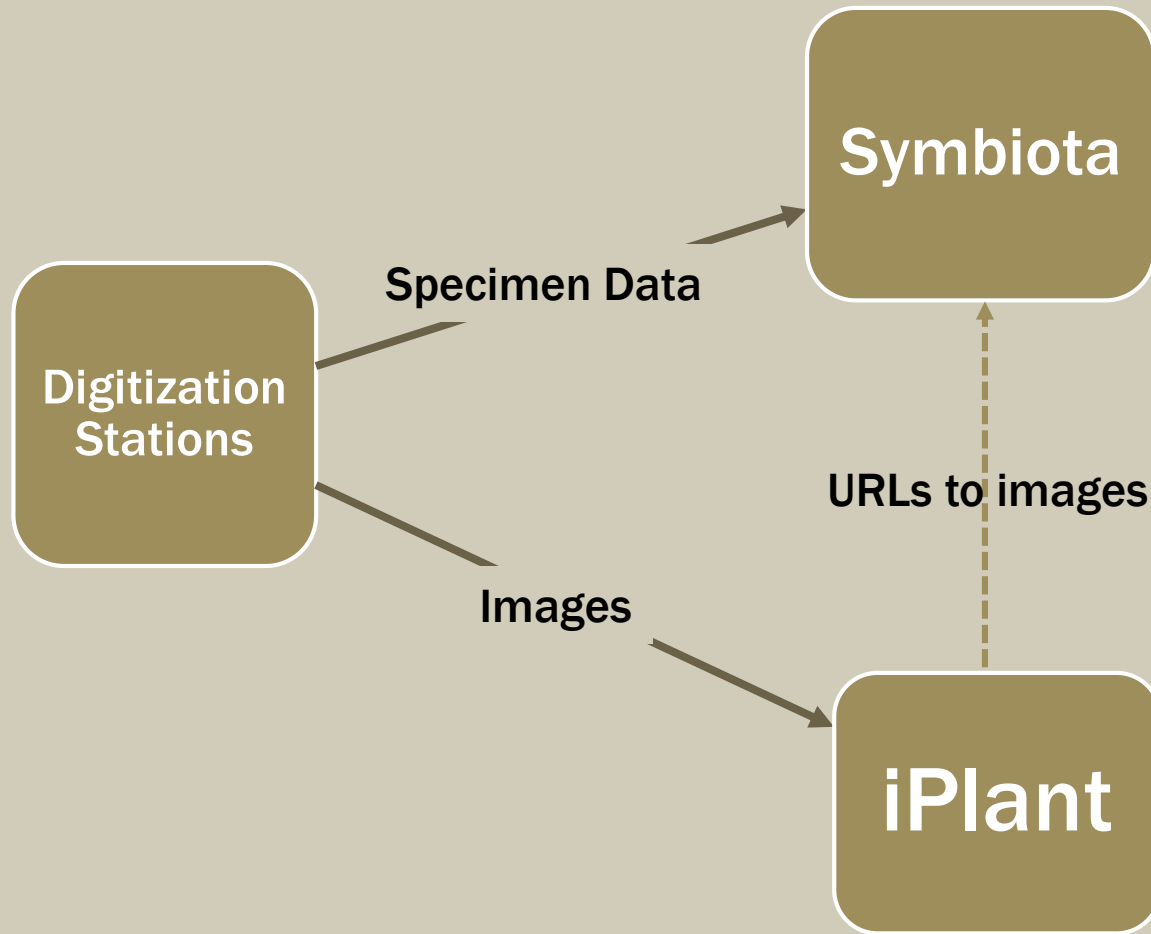 Symbiota
Specimen Data
Digitization
Stations
URLs to images
Images
iPlant